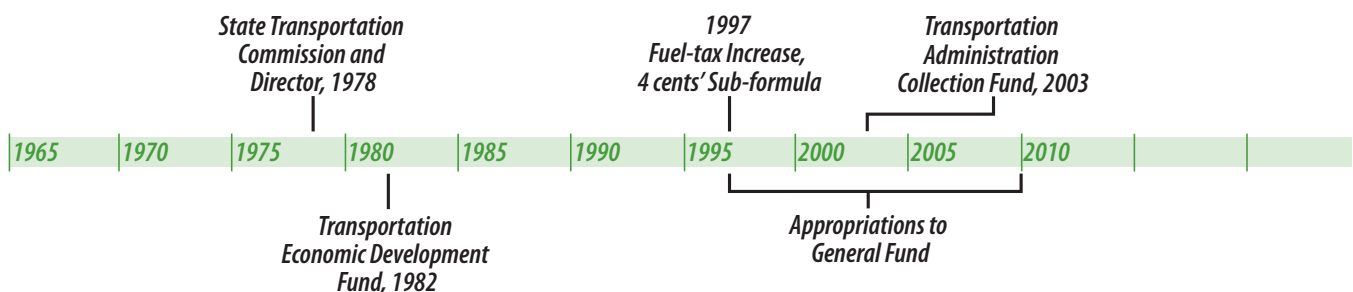 State Transportation
Commission and
Director, 1978
1997
Fuel-tax Increase,
4 cents' Sub-formula
Transportation
Administration
Collection Fund, 2003
1965 1970 1975 1980 1985 1990 1995 2000 2005 2010
Transportation
Economic Development
Fund, 1982
Appropriations to
General Fund